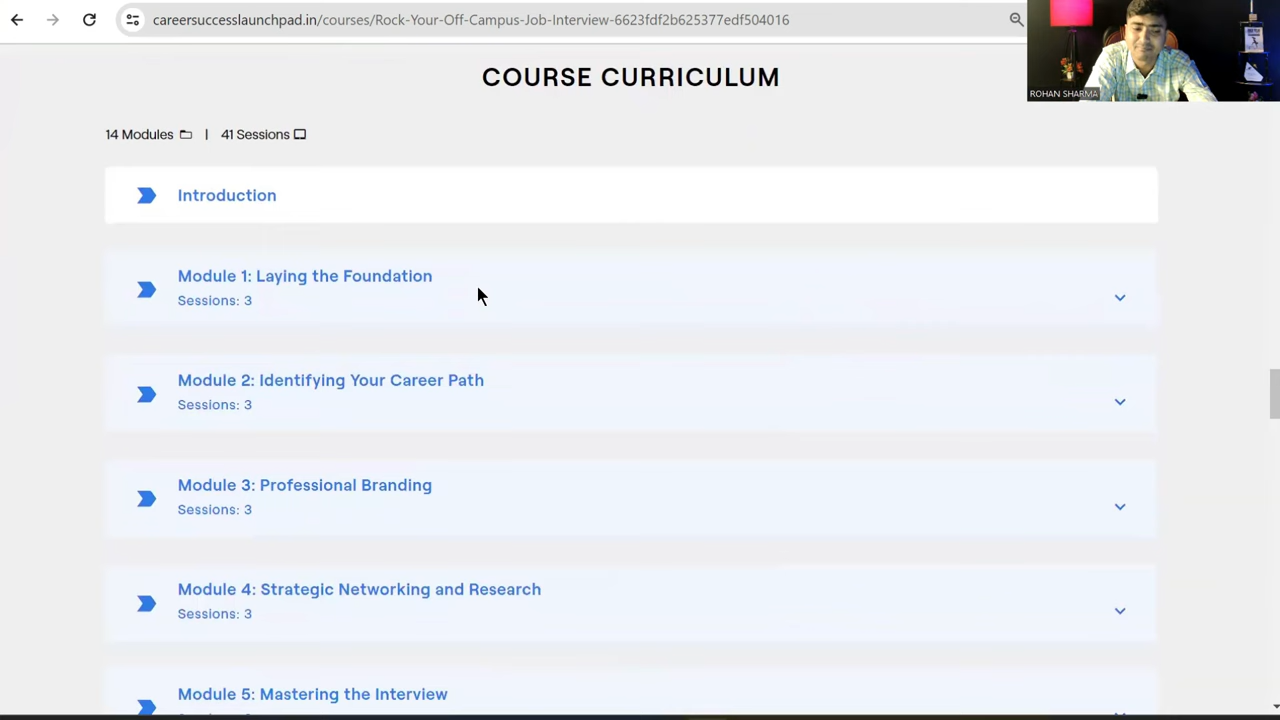 careersuccesslaunchpad.in/courses/Rock-Your-Off-Campus-Job-Interview-6623fdf2b625377edf504016
ROHAN SHARMA
COURSE CURRICULUM
14 Modules | 41 Sessions
Introduction
Module 1: Laying the Foundation
Sessions: 3
Module 2: Identifying Your Career Path
Sessions: 3
Module 3: Professional Branding
Sessions: 3
Module 4: Strategic Networking and Research
Sessions: 3
Module 5: Mastering the Interview